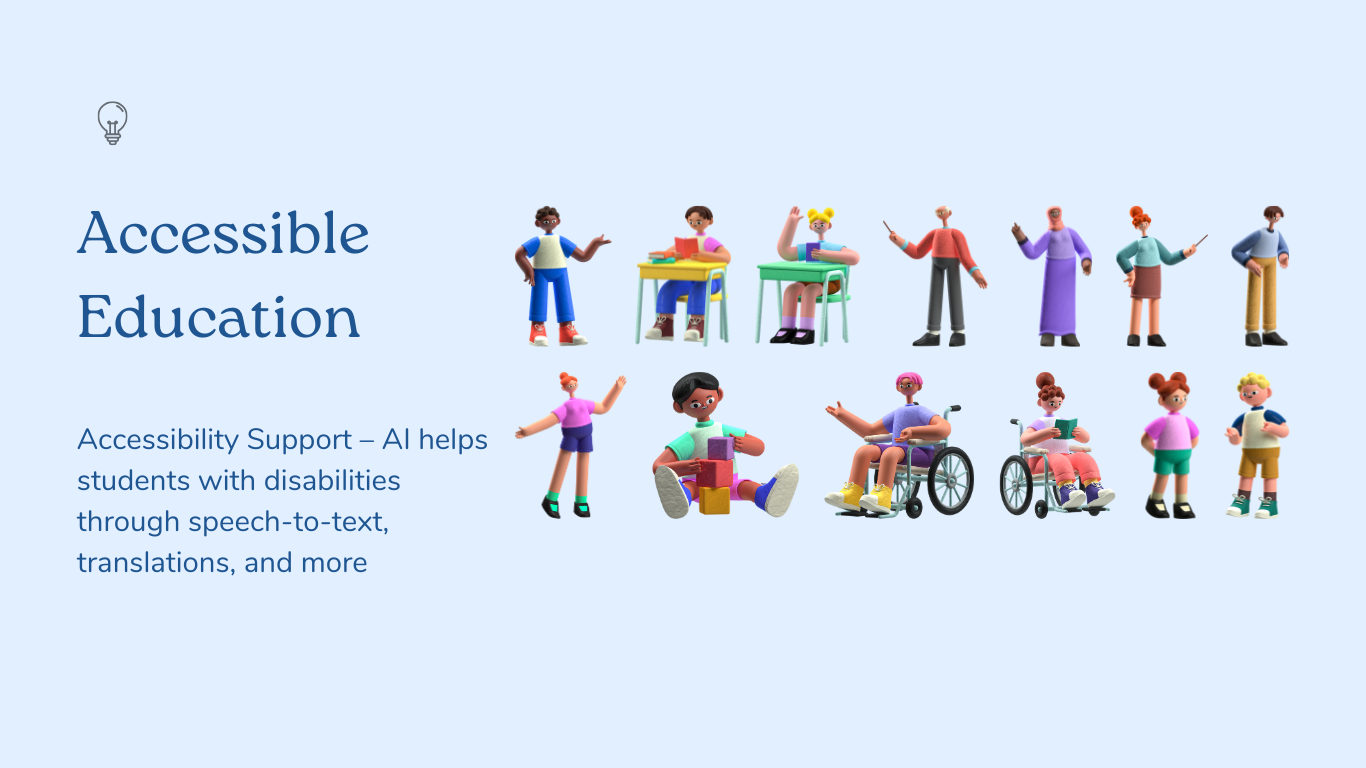 Accessible
Education
Accessibility Support – AI helps
students with disabilities
through speech-to-text,
translations, and more